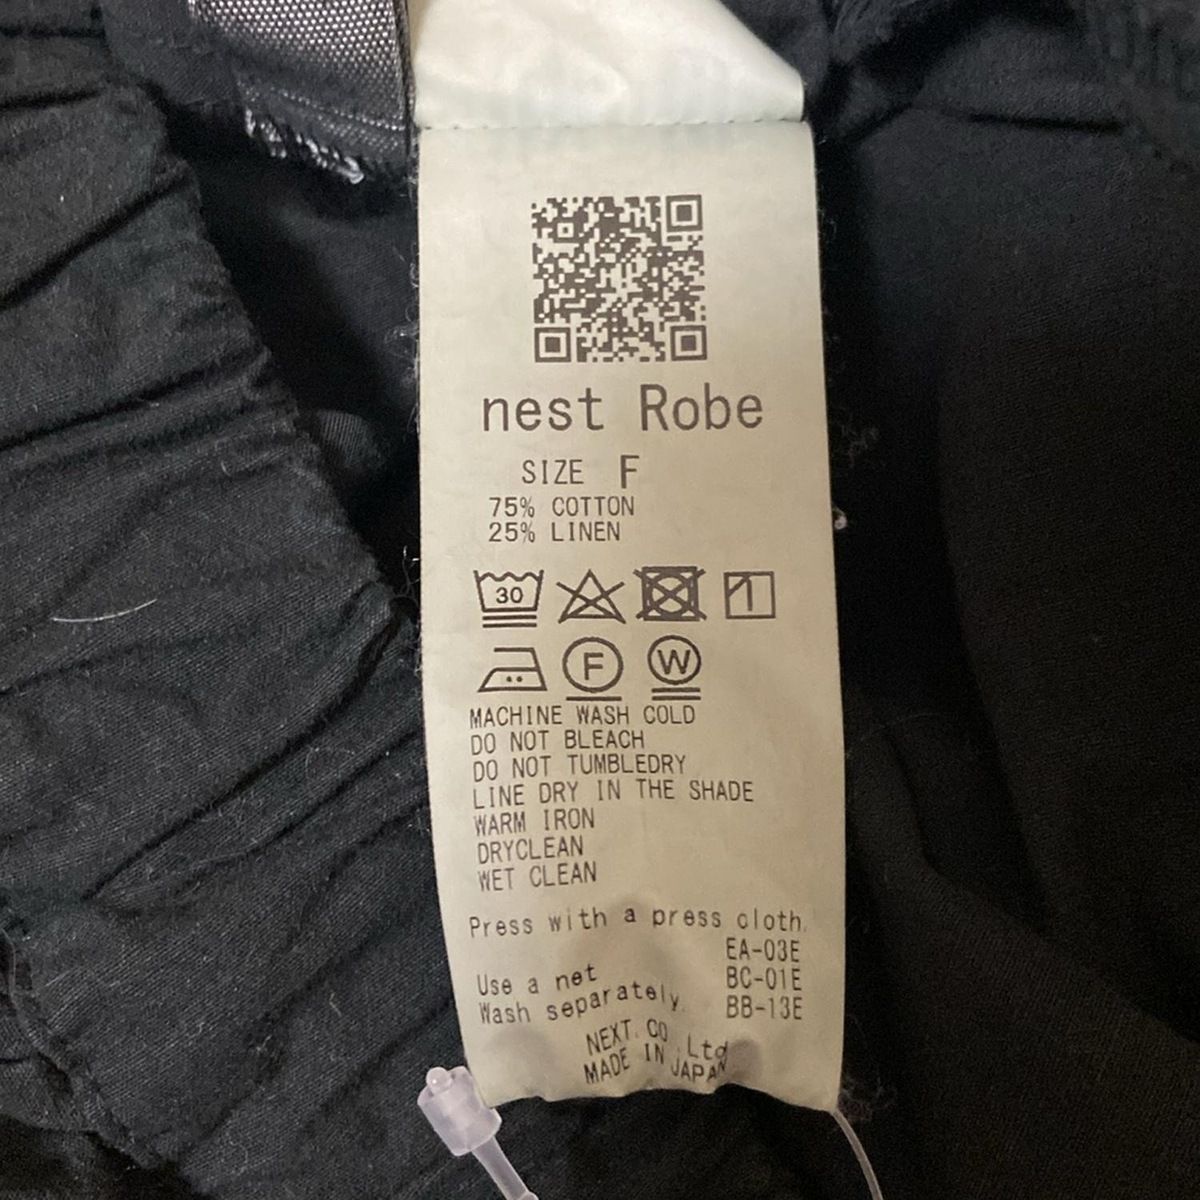 nest Robe
SIZE F
75% COTTON
25% LINEN
30
F W
MACHINE WASH COLD
DO NOT BLEACH
DO NOT TUMBLEDRY
LINE DRY IN THE SHADE
WARM IRON
DRYCLEAN
WET CLEAN
Press with a press cloth.
EA-03E
Use a net BC-01E
Wash separately. BB-13E
NEXT. CO .,Ltd
MADE IN JAPAN